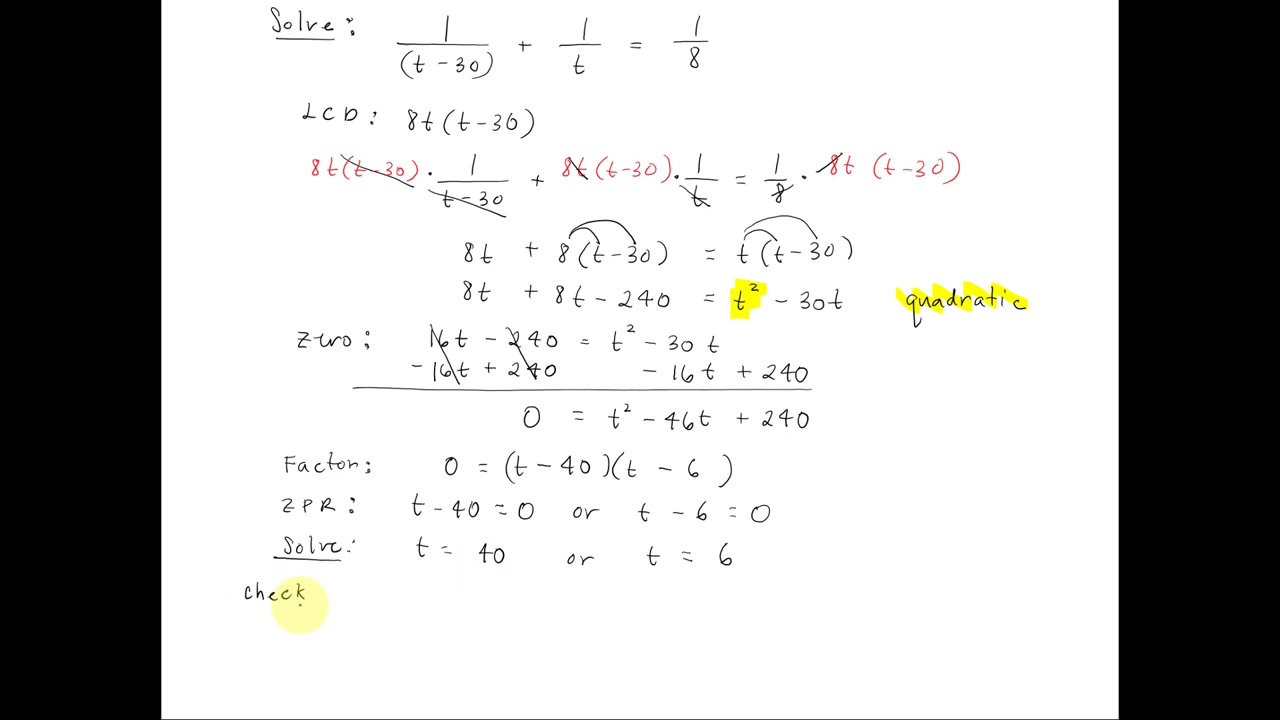 Solve: 1/(t-30) + 1/t = 1/8
LCD: 8t(t-30)
8t(t-30) · 1/(t-30) + 8t(t-30) · 1/t = 1/8 · 8t (t-30)
8t + 8(t-30) = t(t-30)
8t + 8t - 240 = t² - 30t quadratic
Zero: 16t - 240 = t² - 30t
-16t + 240 - 16t + 240
0 = t² - 46t + 240
Factor: 0 = (t-40)(t - 6)
ZPR: t-40=0 or t-6=0
Solve: t = 40 or t = 6
check